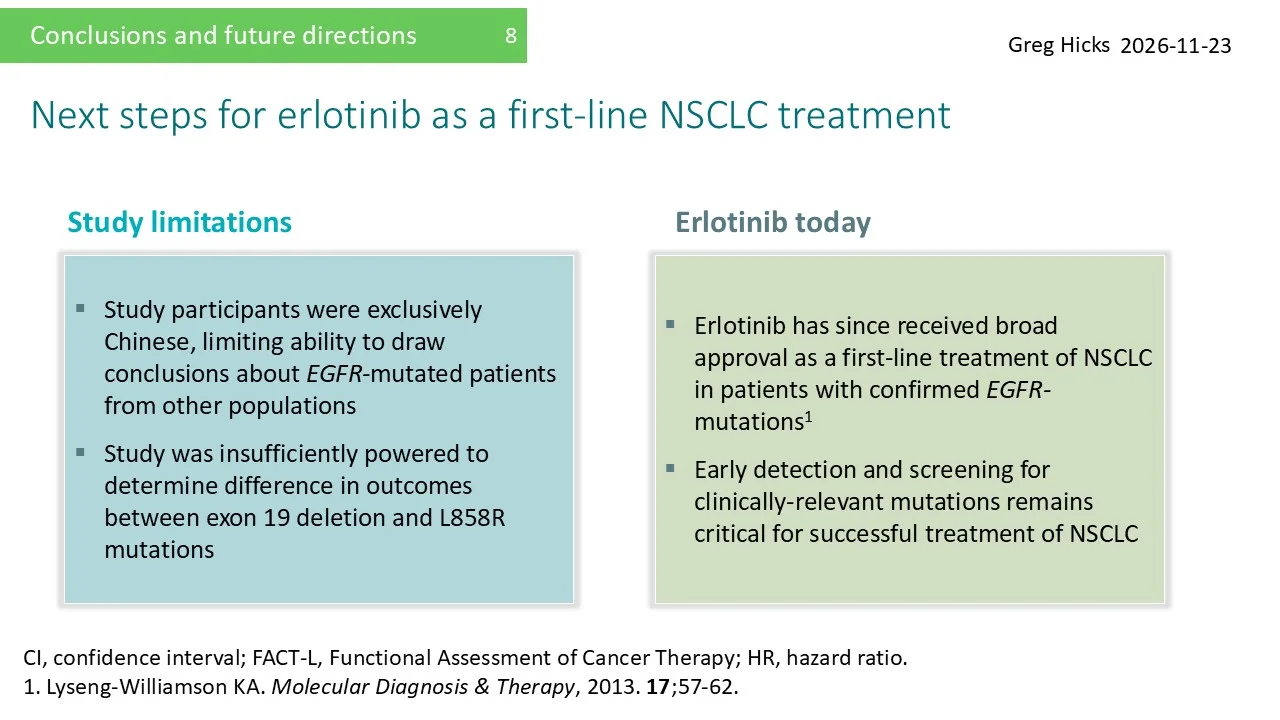 Conclusions and future directions 8
Greg Hicks 2026-11-23
Next steps for erlotinib as a first-line NSCLC treatment
Study limitations
▪ Study participants were exclusively
Chinese, limiting ability to draw
conclusions about EGFR-mutated patients
from other populations
▪ Study was insufficiently powered to
determine difference in outcomes
between exon 19 deletion and L858R
mutations
Erlotinib today
▪ Erlotinib has since received broad
approval as a first-line treatment of NSCLC
in patients with confirmed EGFR-
mutations¹
▪ Early detection and screening for
clinically-relevant mutations remains
critical for successful treatment of NSCLC
CI, confidence interval; FACT-L, Functional Assessment of Cancer Therapy; HR, hazard ratio.
1. Lyseng-Williamson KA. Molecular Diagnosis & Therapy, 2013. 17;57-62.